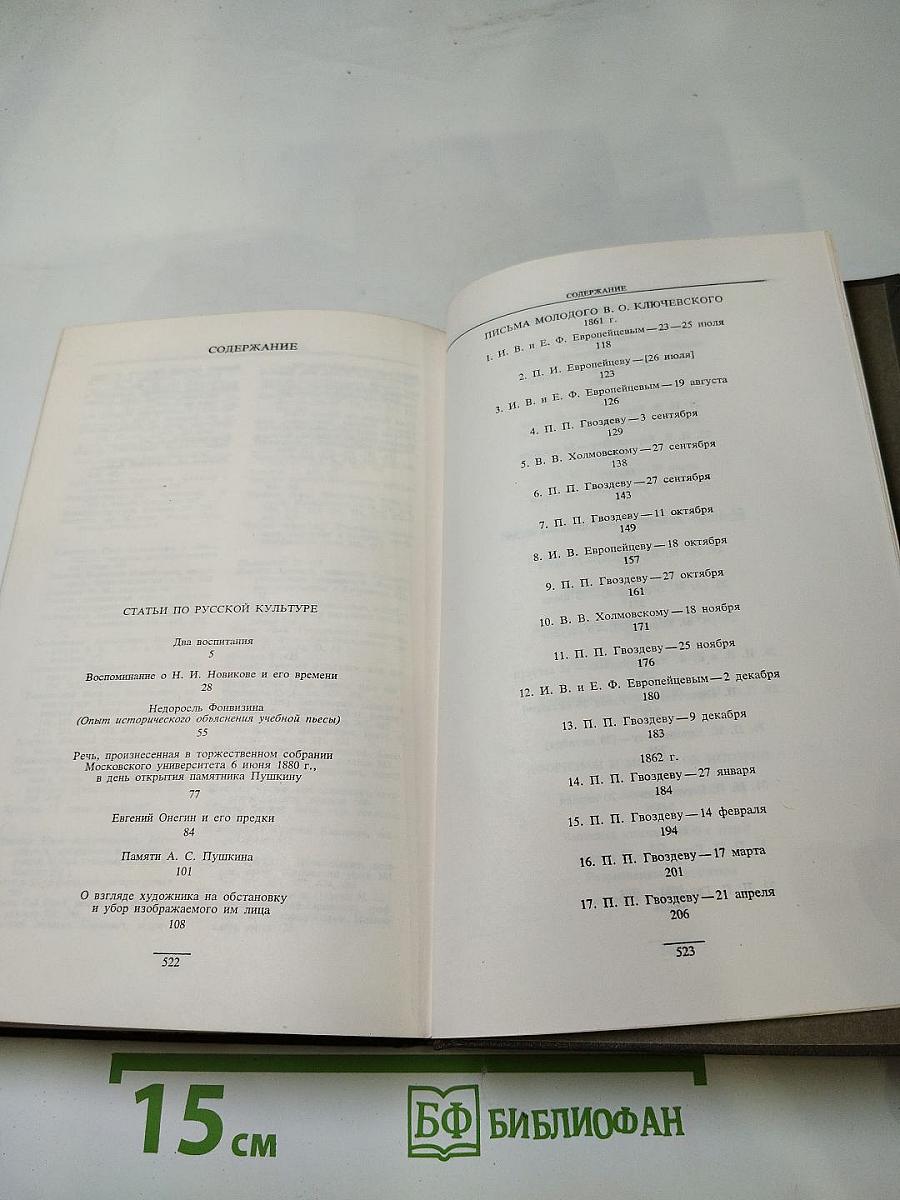 СОДЕРЖАНИЕ
СТАТЬИ ПО РУССКОЙ КУЛЬТУРЕ
Два воспитания
5
Воспоминание о Н. И. Новикове и его времени
28
Недоросль Фонвизина
(Опыт исторического объяснения учебной пьесы)
55
Речь, произнесенная в торжественном собрании
Московского университета 6 июня 1880 г.,
в день открытия памятника Пушкину
77
Евгений Онегин и его предки
84
Памяти А. С. Пушкина
101
О взгляде художника на обстановку
и убор изображаемого им лица
108
522
СОДЕРЖАНИЕ
ПИСЬМА МОЛОДОГО В. О. КЛЮЧЕВСКОГО
1861 г.
1. И. В. и Е. Ф. Европейцевым—23—25 июля
118
2. П. И. Европейцеву—[26 июля]
123
3. И. В. и Е. Ф. Европейцевым—19 августа
126
4. П. П. Гвоздеву—3 сентября
129
5. В. В. Холмовскому—27 сентября
138
6. П. П. Гвоздеву—27 сентября
143
7. П. П. Гвоздеву—11 октября
149
8. И. В. Европейцеву—18 октября
157
9. П. П. Гвоздеву—27 октября
161
10. В. В. Холмовскому—18 ноября
171
11. П. П. Гвоздеву—25 ноября
176
12. И. В. и Е. Ф. Европейцевым—2 декабря
180
13. П. П. Гвоздеву—9 декабря
183
1862 г.
14. П. П. Гвоздеву—27 января
184
15. П. П. Гвоздеву—14 февраля
194
16. П. П. Гвоздеву—17 марта
201
17. П. П. Гвоздеву—21 апреля
206
523
15 см
БФ БИБЛИОФАН